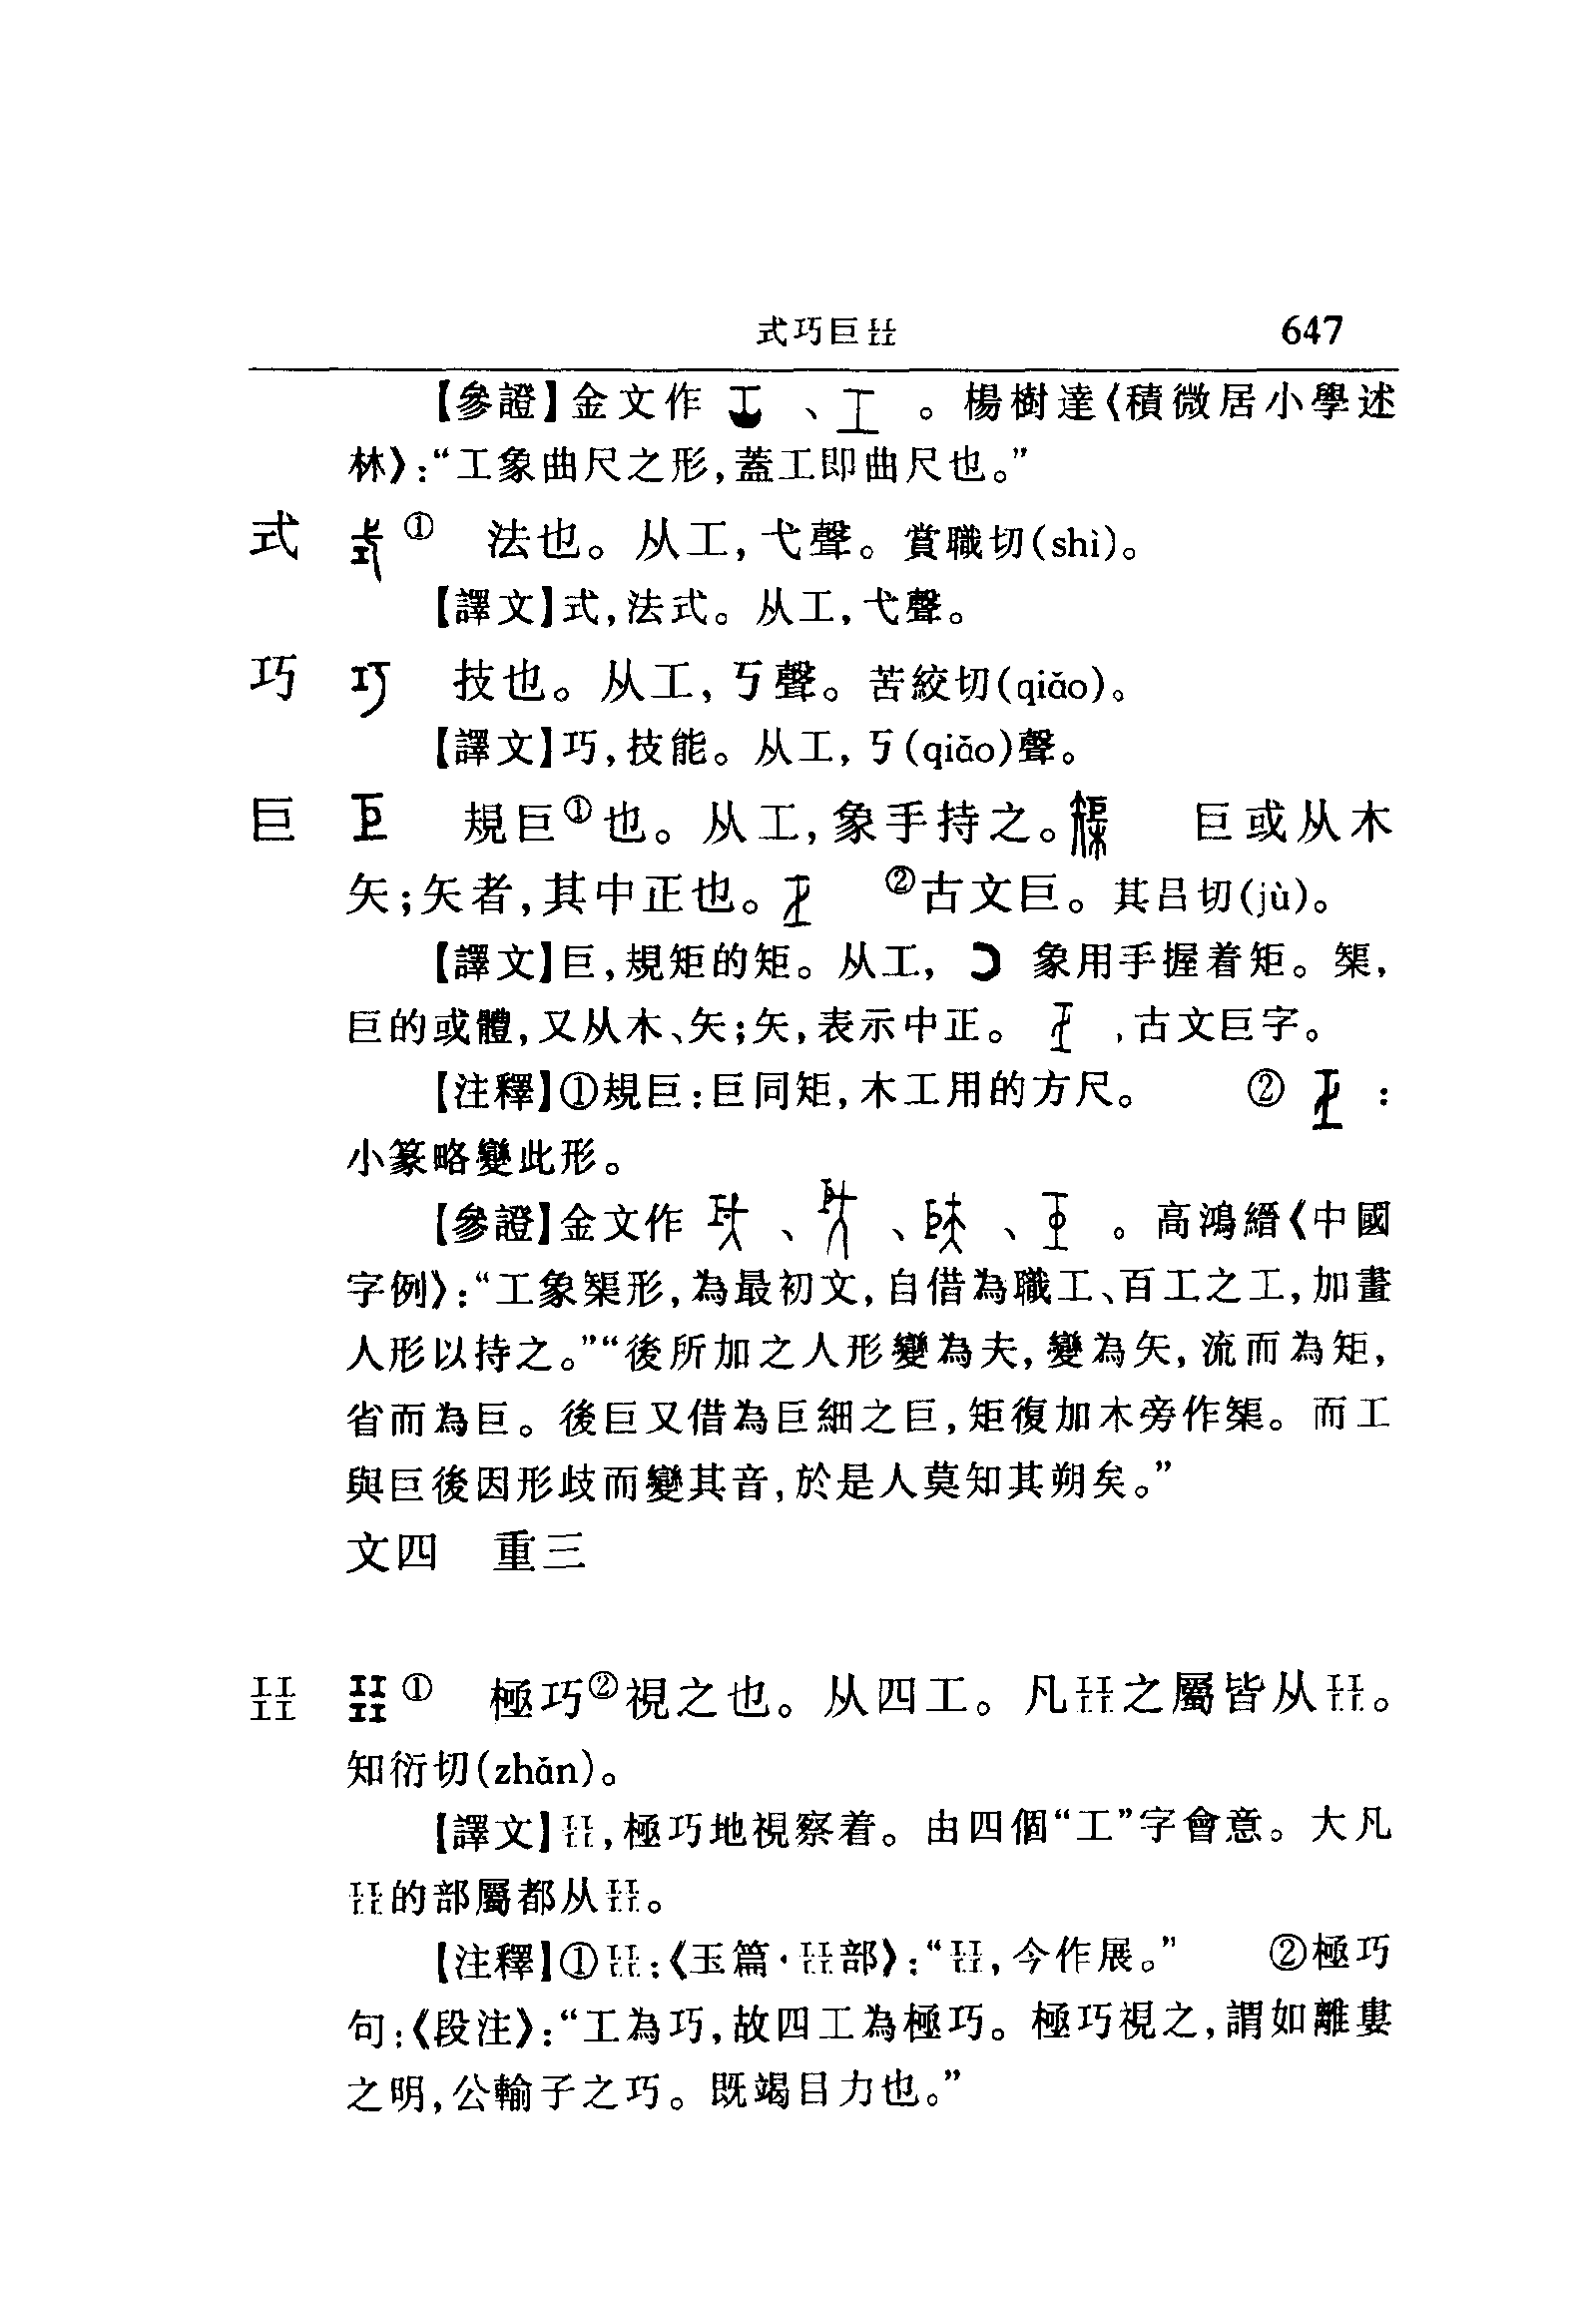 式巧巨㠭 647
【參證】金文作 、 。楊樹達《積微居小學述
林》：“工象曲尺之形，蓋工即曲尺也。”
式 ① 法也。从工，弋聲。賞職切(shì)。
【譯文】式，法式。从工，弋聲。
巧 技也。从工，丂聲。苦絞切(qiǎo)。
【譯文】巧，技能。从工，丂(qiǎo)聲。
巨 規巨①也。从工，象手持之。 巨或从木
矢；矢者，其中正也。 ②古文巨。其吕切(jù)。
【譯文】巨，規矩的矩。从工， 象用手握着矩。榘，
巨的或體，又从木、矢；矢，表示中正。 ，古文巨字。
【注釋】①規巨：巨同矩，木工用的方尺。 ② ：
小篆略變此形。
【參證】金文作 、 、 、 。高鴻縉《中國
字例》：“工象榘形，為最初文，自借為職工、百工之工，加畫
人形以持之。”“後所加之人形變為夫，變為矢，流而為矩，
省而為巨。後巨又借為巨細之巨，矩復加木旁作榘。而工
與巨後因形歧而變其音，於是人莫知其朔矣。”
文四 重三
㠭 ① 極巧②視之也。从四工。凡㠭之屬皆从㠭。
知衍切(zhǎn)。
【譯文】㠭，極巧地視察着。由四個“工”字會意。大凡
㠭的部屬都从㠭。
【注釋】①㠭：《玉篇·㠭部》：“㠭，今作展。” ②極巧
句：《段注》：“工為巧，故四工為極巧。極巧視之，謂如離婁
之明，公輸子之巧。既竭目力也。”